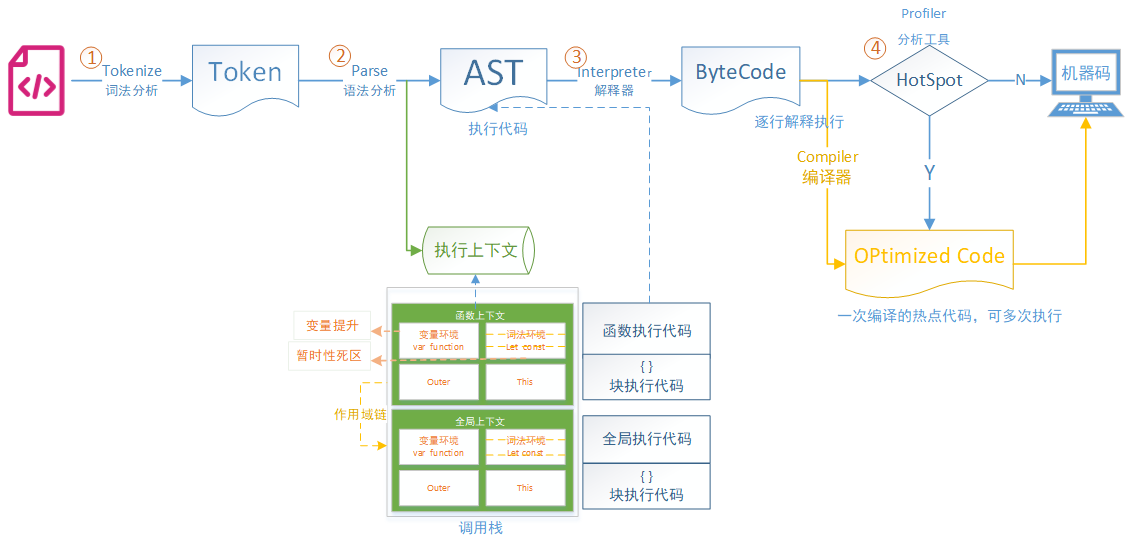 Profiler
分析工具
①
Tokenize
词法分析
Token
②
Parse
语法分析
AST
执行代码
③
Interpreter
解释器
ByteCode
逐行解释执行
④
HotSpot
N
机器码
Y
Compiler
编译器
OPtimized Code
一次编译的热点代码，可多次执行
执行上下文
函数上下文
变量环境
var function
词法环境
Let const
Outer
This
变量提升
暂时性死区
作用域链
全局上下文
变量环境
var function
词法环境
Let const
Outer
This
调用栈
函数执行代码
{ }
块执行代码
全局执行代码
{ }
块执行代码